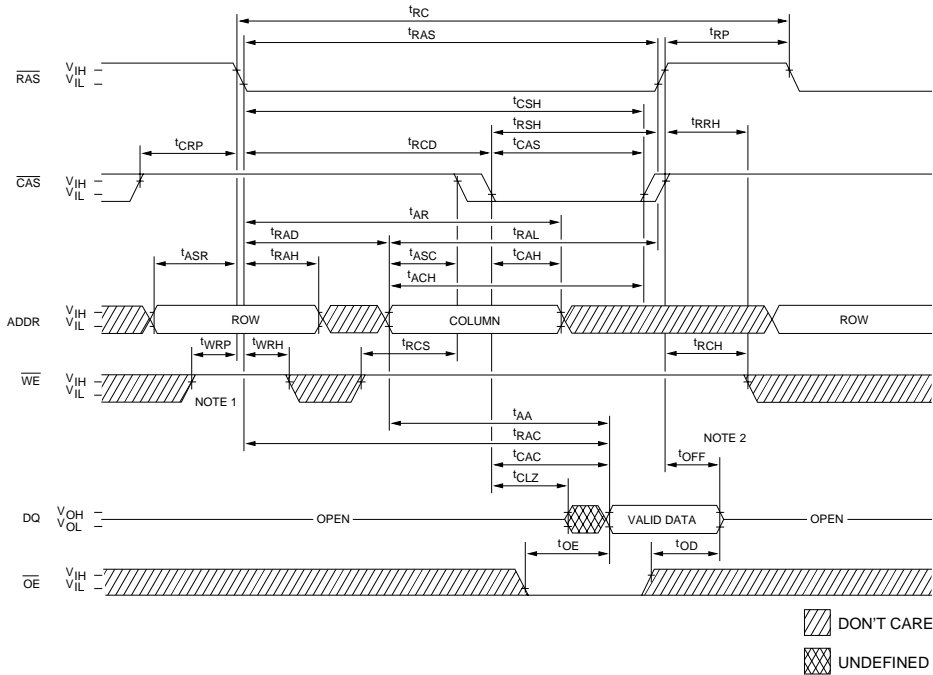 tRC
tRAS
tRP
RAS
VIH
VIL
tCSH
tRSH
tRRH
tCRP
tRCD
tCAS
CAS
VIH
VIL
tAR
tRAD
tRAL
tASR
tRAH
tASC
tCAH
tACH
ADDR
VIH
VIL
ROW
COLUMN
ROW
tWRP
tWRH
tRCS
tRCH
WE
VIH
VIL
NOTE 1
tAA
tRAC
NOTE 2
tCAC
tOFF
tCLZ
DQ
VOH
VOL
OPEN
VALID DATA
OPEN
tOE
tOD
OE
VIH
VIL
DON'T CARE
UNDEFINED